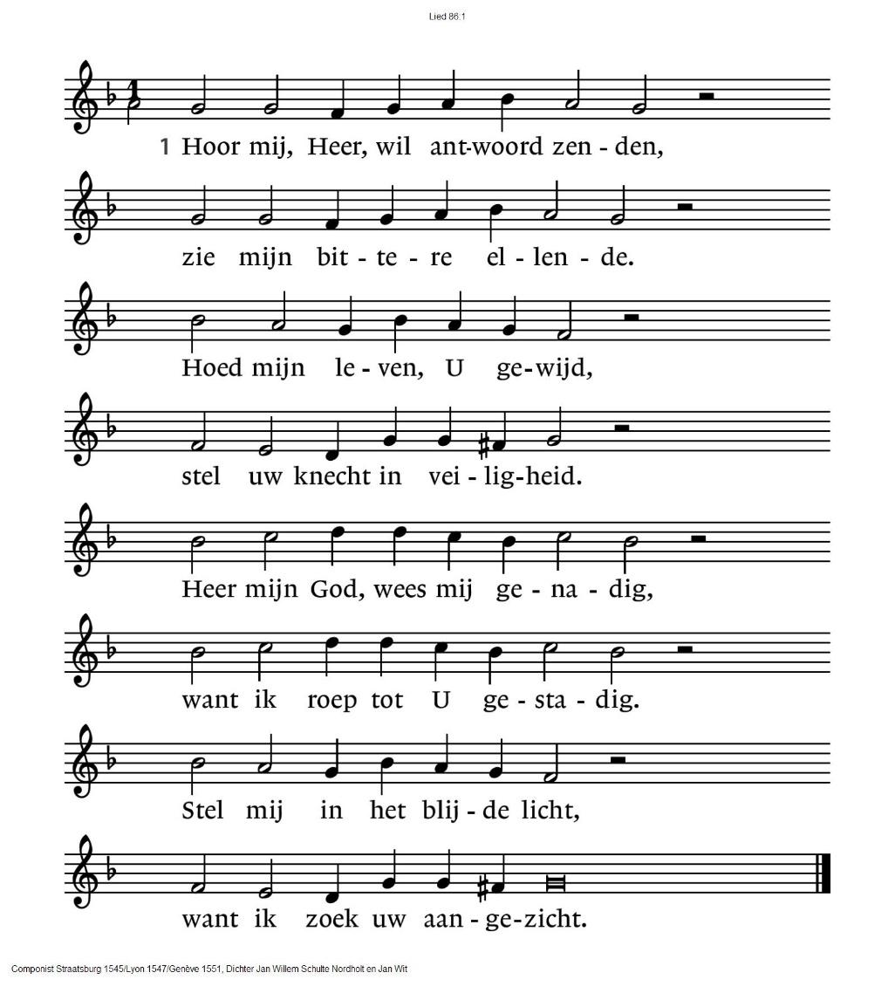 Lied 86:1
1 Hoor mij, Heer, wil ant-woord zen - den,
zie mijn bit - te - re el - len - de.
Hoed mijn le - ven, U ge-wijd,
stel uw knecht in vei - lig-heid.
Heer mijn God, wees mij ge - na - dig,
want ik roep tot U ge - sta - dig.
Stel mij in het blij - de licht,
want ik zoek uw aan - ge-zicht.
Componist Straatsburg 1545/Lyon 1547/Genève 1551, Dichter Jan Willem Schulte Nordholt en Jan Wit